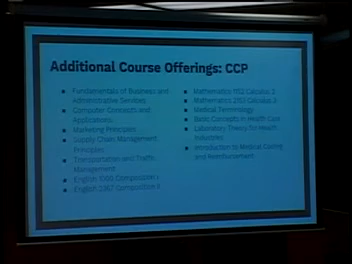 Additional Course Offerings: CCP
Fundamentals of Business and
Administrative Services
Computer Concepts and
Applications
Marketing Principles
Supply Chain Management
Principles
Transportation and Traffic
Management
English 1100 Composition I
English 2367 Composition II
Mathematics 1152 Calculus 2
Mathematics 2153 Calculus 3
Medical Terminology
Basic Concepts in Health Care
Laboratory Theory for Health
Industries
Introduction to Medical Coding
and Reimbursement